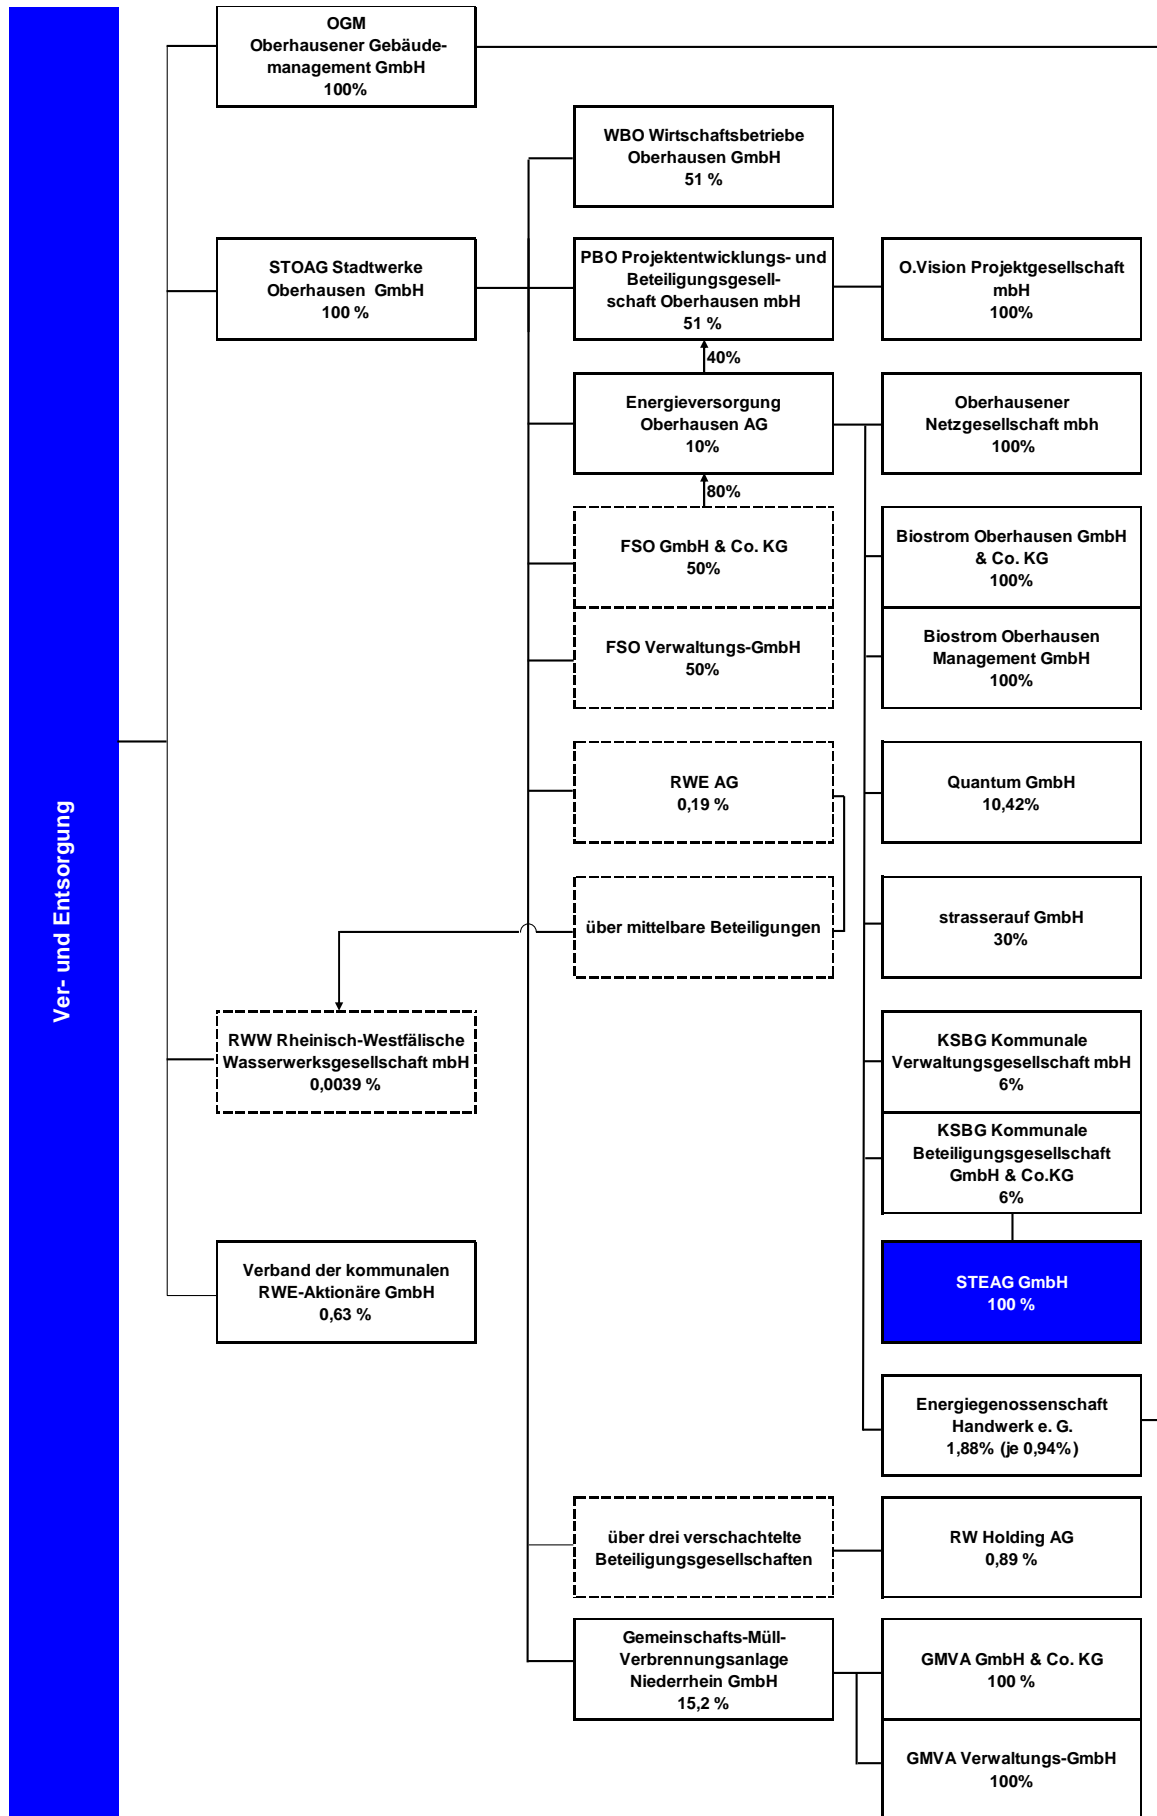 Ver- und Entsorgung
OGM
Oberhausener Gebäude-
management GmbH
100%
WBO Wirtschaftsbetriebe
Oberhausen GmbH
51 %
STOAG Stadtwerke
Oberhausen GmbH
100 %
PBO Projektentwicklungs- und
Beteiligungsgesell-
schaft Oberhausen mbH
51 %
O.Vision Projektgesellschaft
mbH
100%
40%
Energieversorgung
Oberhausen AG
10%
Oberhausener
Netzgesellschaft mbh
100%
80%
FSO GmbH & Co. KG
50%
Biostrom Oberhausen GmbH
& Co. KG
100%
FSO Verwaltungs-GmbH
50%
Biostrom Oberhausen
Management GmbH
100%
RWE AG
0,19 %
Quantum GmbH
10,42%
über mittelbare Beteiligungen
strasserauf GmbH
30%
RWW Rheinisch-Westfälische
Wasserwerksgesellschaft mbH
0,0039 %
KSBG Kommunale
Verwaltungsgesellschaft mbH
6%
KSBG Kommunale
Beteiligungsgesellschaft
GmbH & Co.KG
6%
Verband der kommunalen
RWE-Aktionäre GmbH
0,63 %
STEAG GmbH
100 %
Energiegenossenschaft
Handwerk e. G.
1,88% (je 0,94%)
über drei verschachtelte
Beteiligungsgesellschaften
RW Holding AG
0,89 %
Gemeinschafts-Müll-
Verbrennungsanlage
Niederrhein GmbH
15,2 %
GMVA GmbH & Co. KG
100 %
GMVA Verwaltungs-GmbH
100%